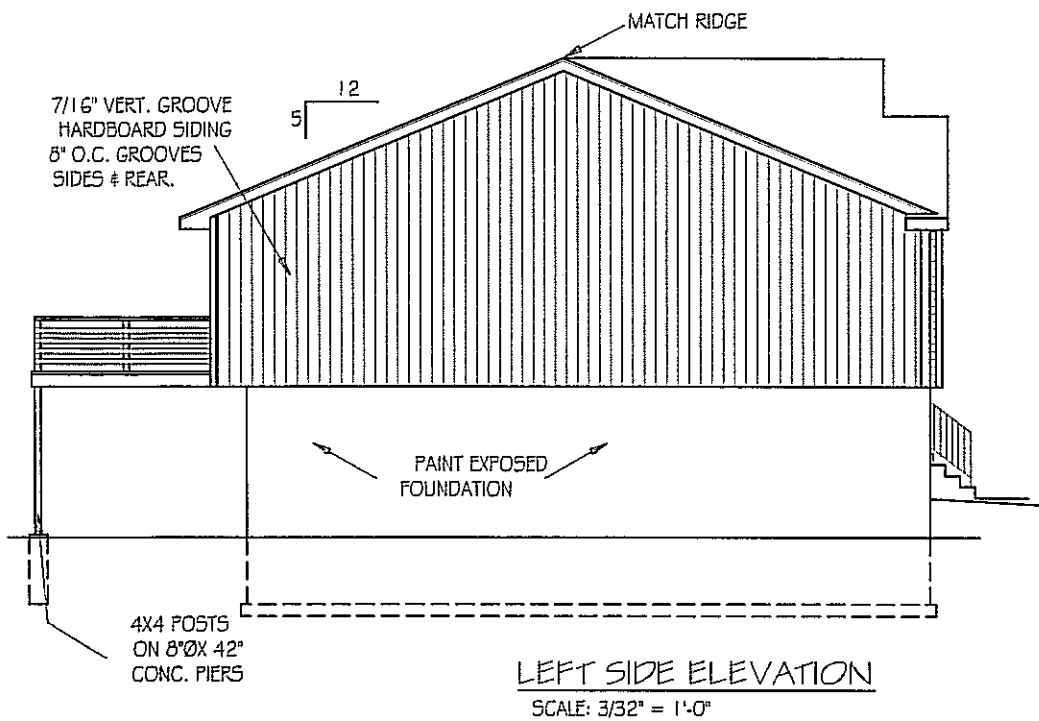 MATCH RIDGE
12
5
7/16" VERT. GROOVE
HARDBOARD SIDING
8" O.C. GROOVES
SIDES & REAR.
PAINT EXPOSED
FOUNDATION
4X4 POSTS
ON 8"ØX 42"
CONC. PIERS
LEFT SIDE ELEVATION
SCALE: 3/32" = 1'-0"